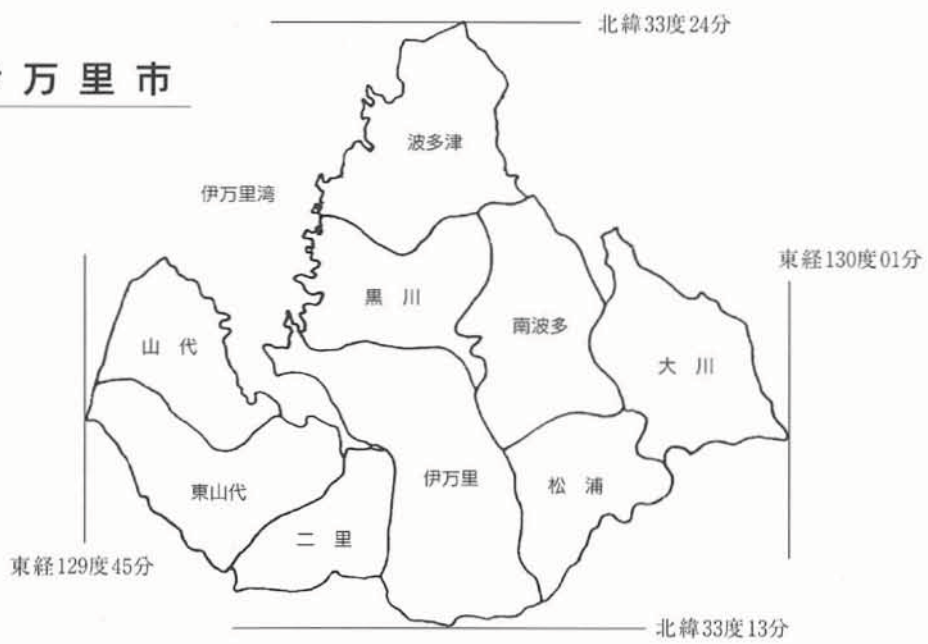 万里市
北緯33度24分
波多津
伊万里湾
東経130度01分
黒川
南波多
山代
大川
伊万里
松浦
東山代
二里
東経129度45分
北緯33度13分